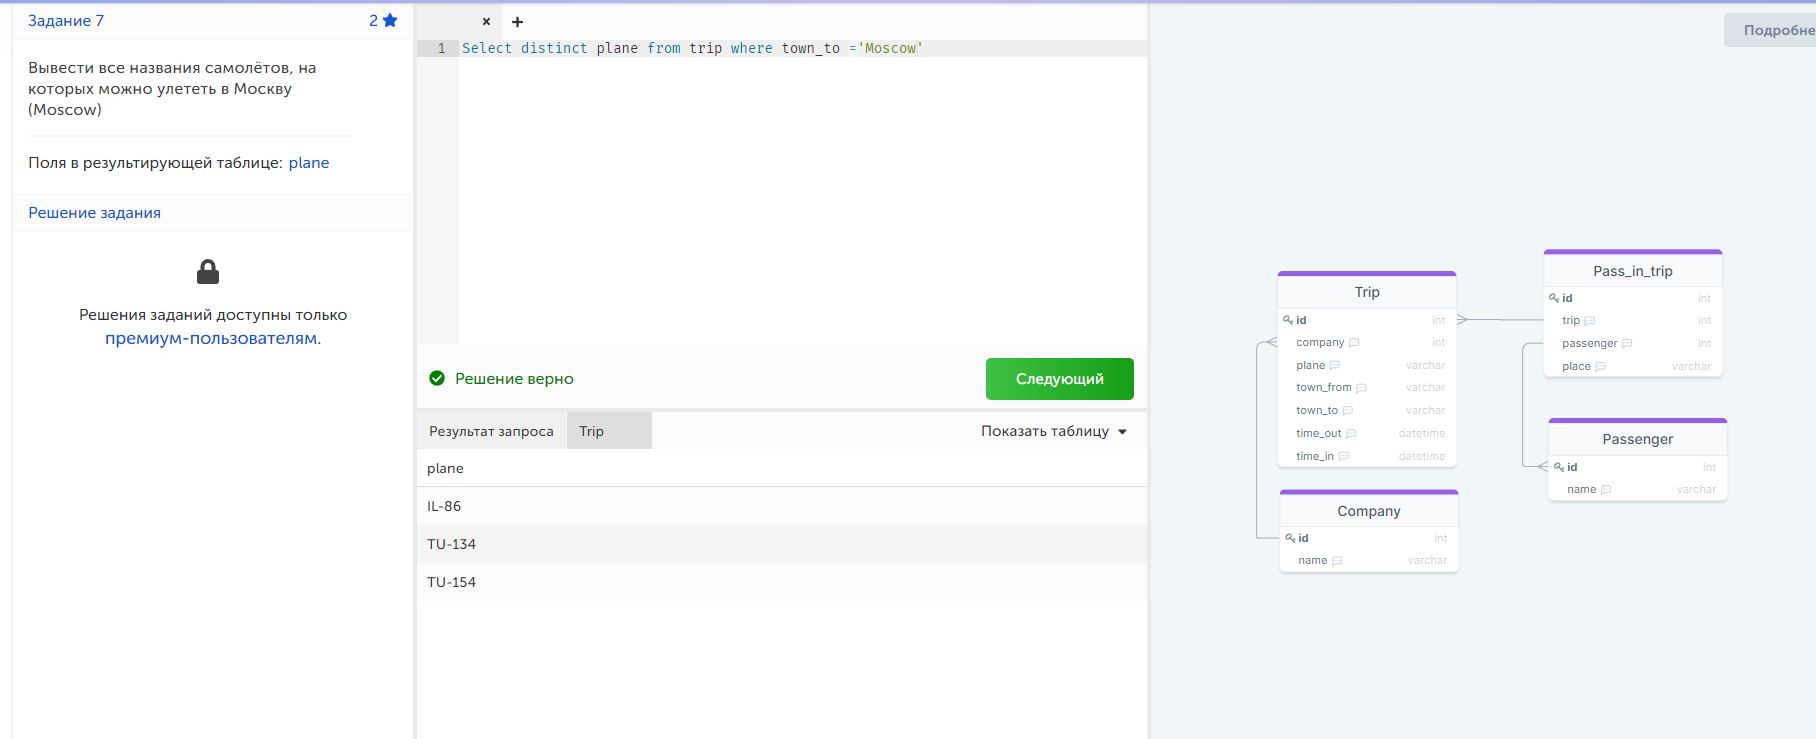 Задание 7
2
Вывести все названия самолётов, на
которых можно улететь в Москву
(Moscow)
Поля в результирующей таблице: plane
Решение задания
Решения заданий доступны только
премиум-пользователям.
× +
1 Select distinct plane from trip where town_to ='Moscow'
Решение верно
Следующий
Результат запроса Trip Показать таблицу
plane
IL-86
TU-134
TU-154
Подробне
Trip
id int
company int
plane varchar
town_from varchar
town_to varchar
time_out datetime
time_in datetime
Company
id int
name varchar
Pass_in_trip
id int
trip int
passenger int
place varchar
Passenger
id int
name varchar